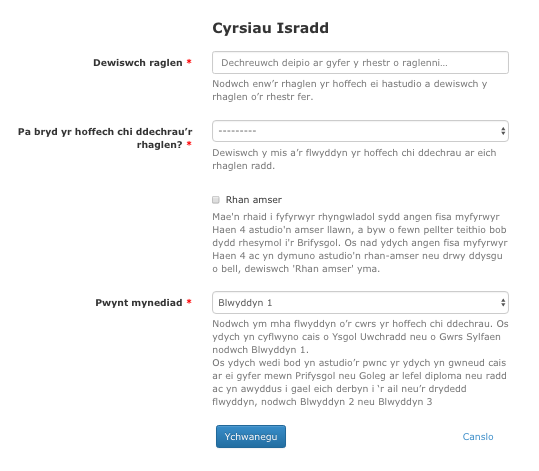 Cyrsiau Isradd
Dewiswch raglen *
Dechreuwch deipio ar gyfer y rhestr o raglenni...
Nodwch enw'r rhaglen yr hoffech ei hastudio a dewiswch y
rhaglen o'r rhestr fer.
Pa bryd yr hoffech chi ddechrau'r
rhaglen? *
---------
Dewiswch y mis a'r flwyddyn yr hoffech chi ddechrau ar eich
rhaglen radd.
Rhan amser
Mae'n rhaid i fyfyrwyr rhyngwladol sydd angen fisa myfyrwyr
Haen 4 astudio'n amser llawn, a byw o fewn pellter teithio bob
dydd rhesymol i'r Brifysgol. Os nad ydych angen fisa myfyrwyr
Haen 4 ac yn dymuno astudio'n rhan-amser neu drwy ddysgu
o bell, dewiswch 'Rhan amser' yma.
Pwynt mynediad *
Blwyddyn 1
Nodwch ym mha flwyddyn o'r cwrs yr hoffech chi ddechrau. Os
ydych yn cyflwyno cais o Ysgol Uwchradd neu o Gwrs Sylfaen
nodwch Blwyddyn 1.
Os ydych wedi bod yn astudio'r pwnc yr ydych yn gwneud cais
ar ei gyfer mewn Prifysgol neu Goleg ar lefel diploma neu radd
ac yn awyddus i gael eich derbyn i 'r ail neu'r drydedd
flwyddyn, nodwch Blwyddyn 2 neu Blwyddyn 3
Ychwanegu
Canslo